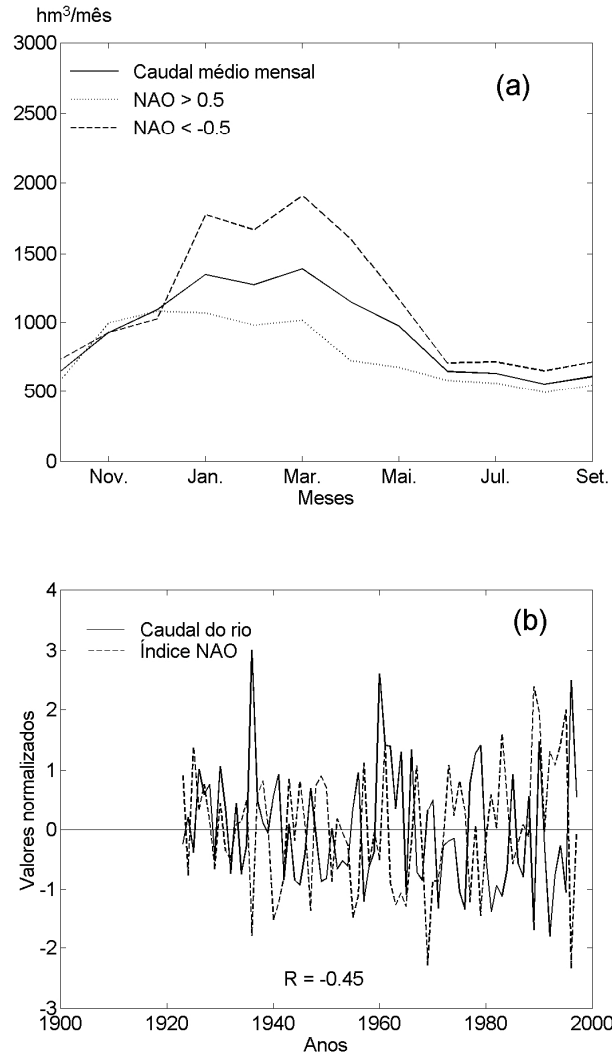 hm³/mês
3000
2500
2000
1500
1000
500
0
Caudal médio mensal
NAO > 0.5
NAO < -0.5
(a)
Nov. Jan. Mar. Mai. Jul. Set.
Meses
4
3
2
1
0
-1
-2
-3
Valores normalizados
Caudal do rio
Índice NAO
(b)
R = -0.45
1900 1920 1940 1960 1980 2000
Anos